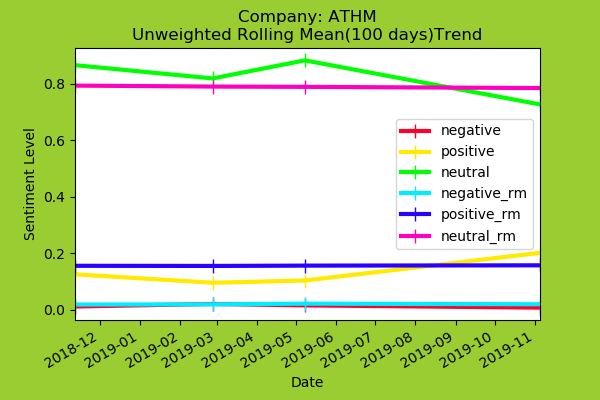 Company: ATHM
Unweighted Rolling Mean(100 days)Trend
Sentiment Level
0.8
0.6
0.4
0.2
0.0
negative
positive
neutral
negative_rm
positive_rm
neutral_rm
2018-12
2019-01
2019-02
2019-03
2019-04
2019-05
2019-06
2019-07
2019-08
2019-09
2019-10
2019-11
Date